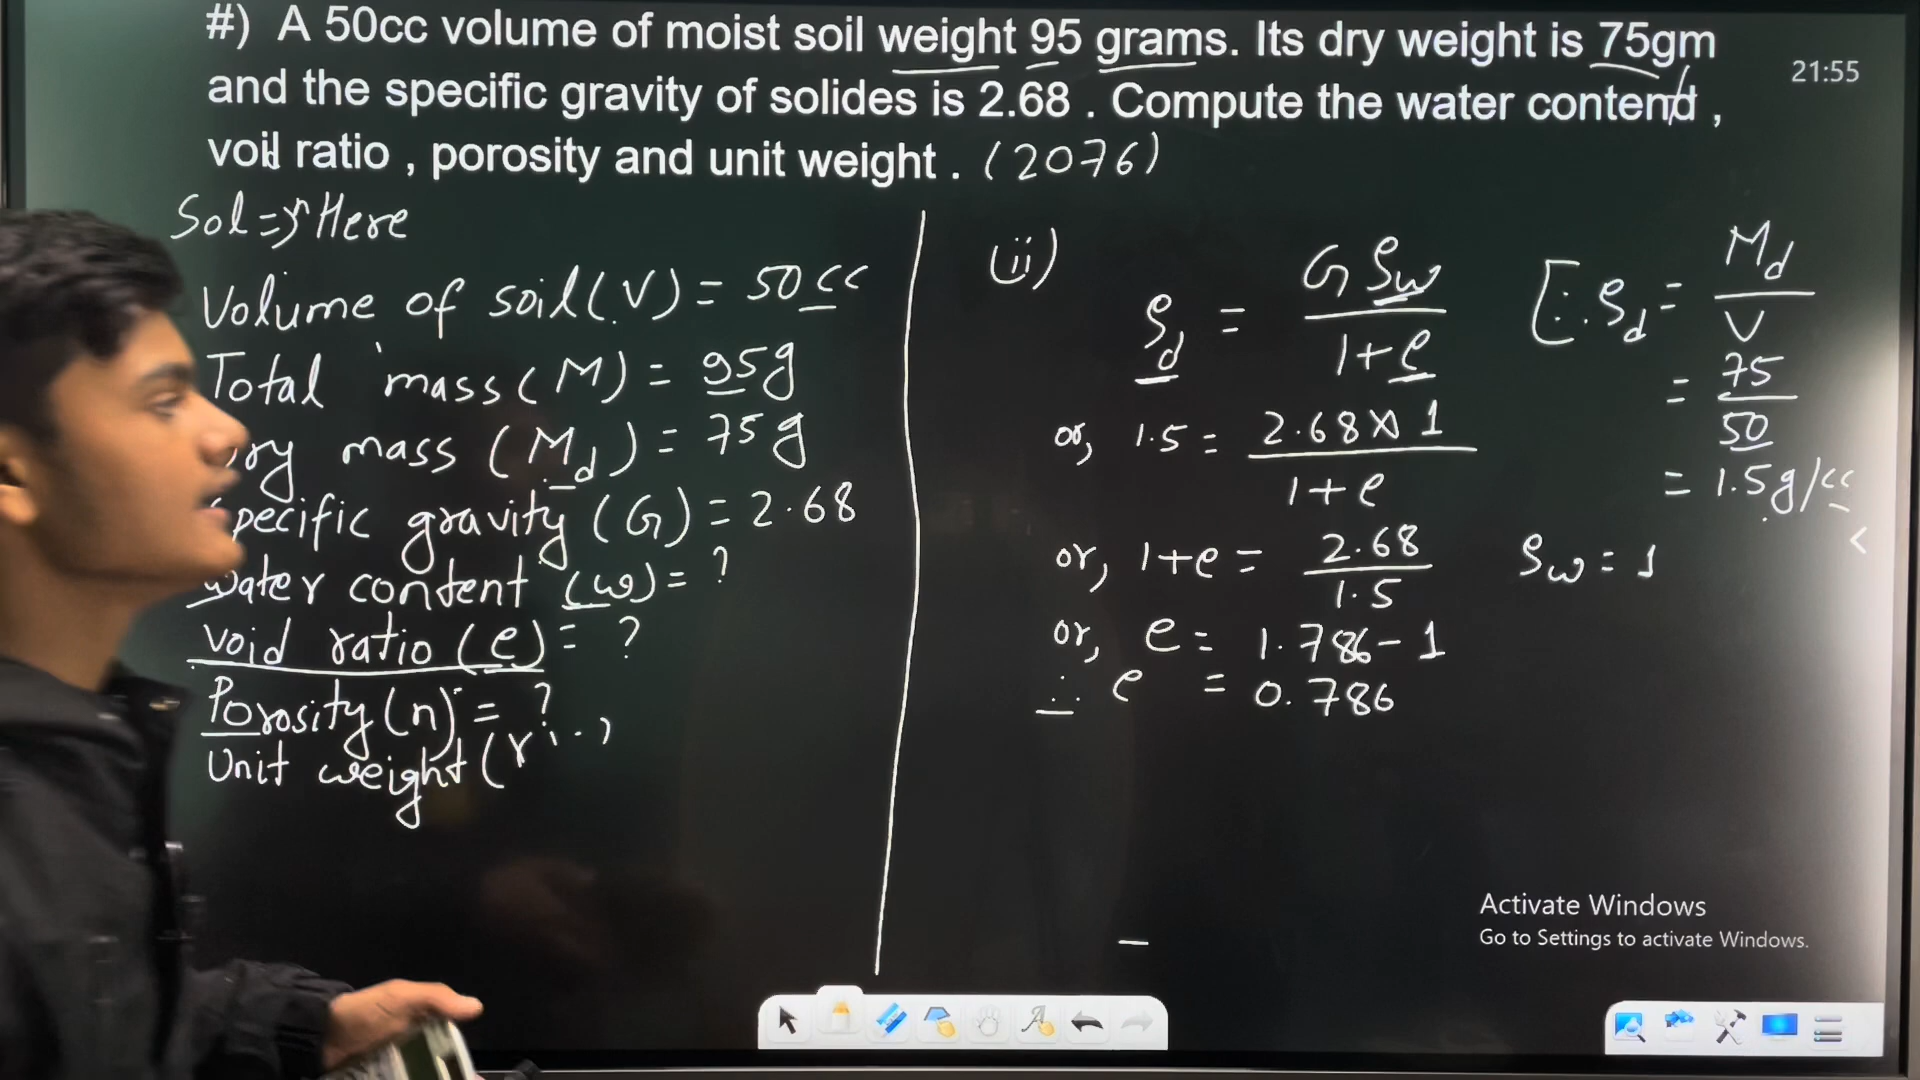 #) A 50cc volume of moist soil weight 95 grams. Its dry weight is 75gm
and the specific gravity of solides is 2.68 . Compute the water content ,
void ratio , porosity and unit weight . (2076)
21:55
Sol => Here
Volume of soil (V) = 50cc
Total mass (M) = 95g
mass (Md) = 75g
gravity (G) = 2.68
water content (w) = ?
void ratio (e) = ?
Porosity (n) = ?
Unit weight (γ
(ii)
ρd = Gρw / 1+e [∵ ρd = Md / V
= 75 / 50
= 1.5g/cc
or, 1.5 = 2.68 × 1 / 1+e
or, 1+e = 2.68 / 1.5 ρw = 1
or, e = 1.786 - 1
∴ e = 0.786
Activate Windows
Go to Settings to activate Windows.